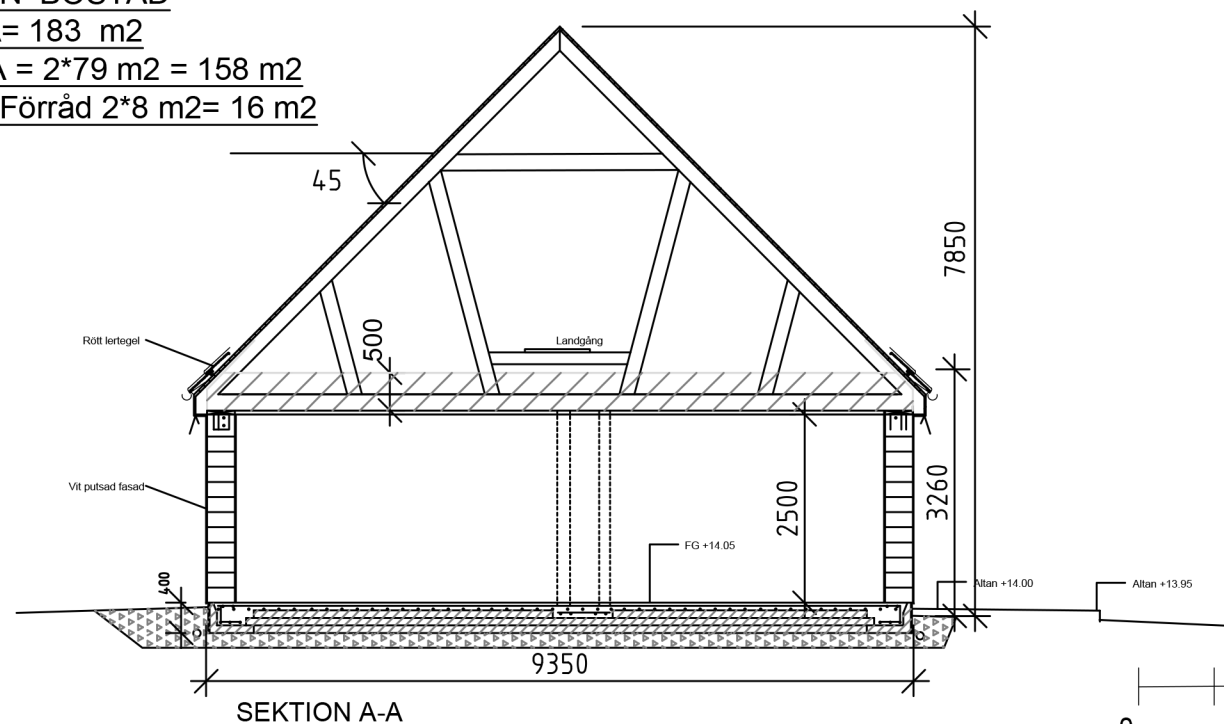 N BOSTAD
= 183 m2
A = 2*79 m2 = 158 m2
Förråd 2*8 m2= 16 m2
45
7850
Rött lertegel
500
Landgång
3260
2500
Vit putsad fasad
FG +14.05
400
Altan +14.00
Altan +13.95
9350
SEKTION A-A